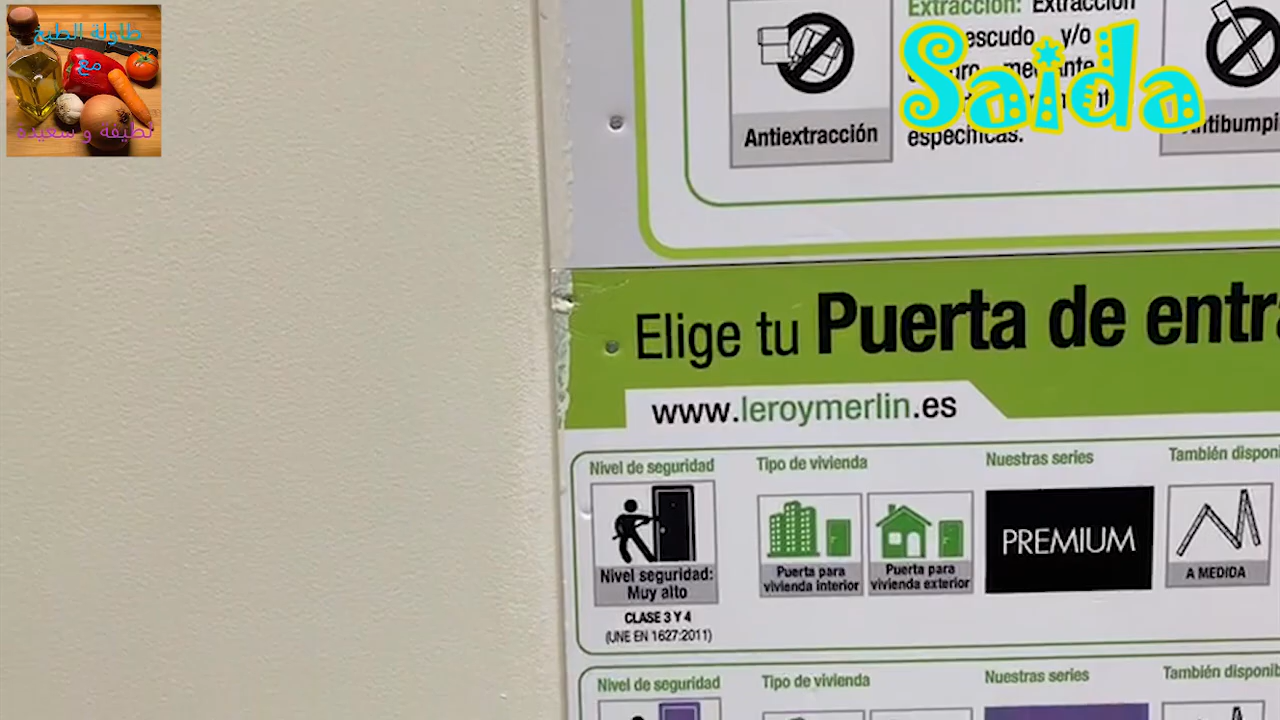 طاولة الطبخ
مع
لطيفة و سعيدة
Saida
Extracción: Extracción
escudo y/o
específicas.
Antiextracción
Elige tu Puerta de
www.leroymerlin.es
Nivel de seguridad
Tipo de vivienda
Nuestras series
También
Nivel seguridad:
Muy alto
CLASE 3 Y 4
(UNE EN 1627:2011)
Puerta para
vivienda interior
Puerta para
vivienda exterior
PREMIUM
A MEDIDA
Nivel de seguridad
Tipo de vivienda
Nuestras series
También